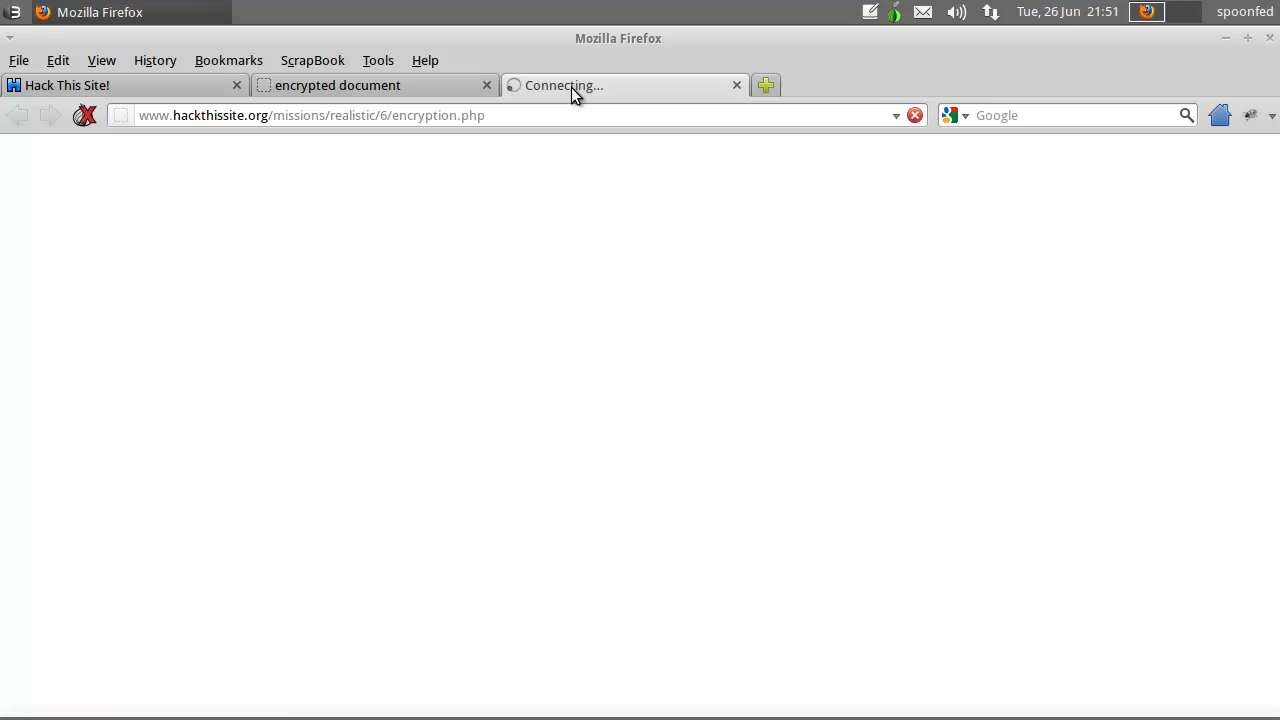 Mozilla Firefox Tue, 26 Jun 21:51 spoonfed
Mozilla Firefox
File Edit View History Bookmarks ScrapBook Tools Help
Hack This Site! encrypted document Connecting...
www.hackthissite.org/missions/realistic/6/encryption.php Google